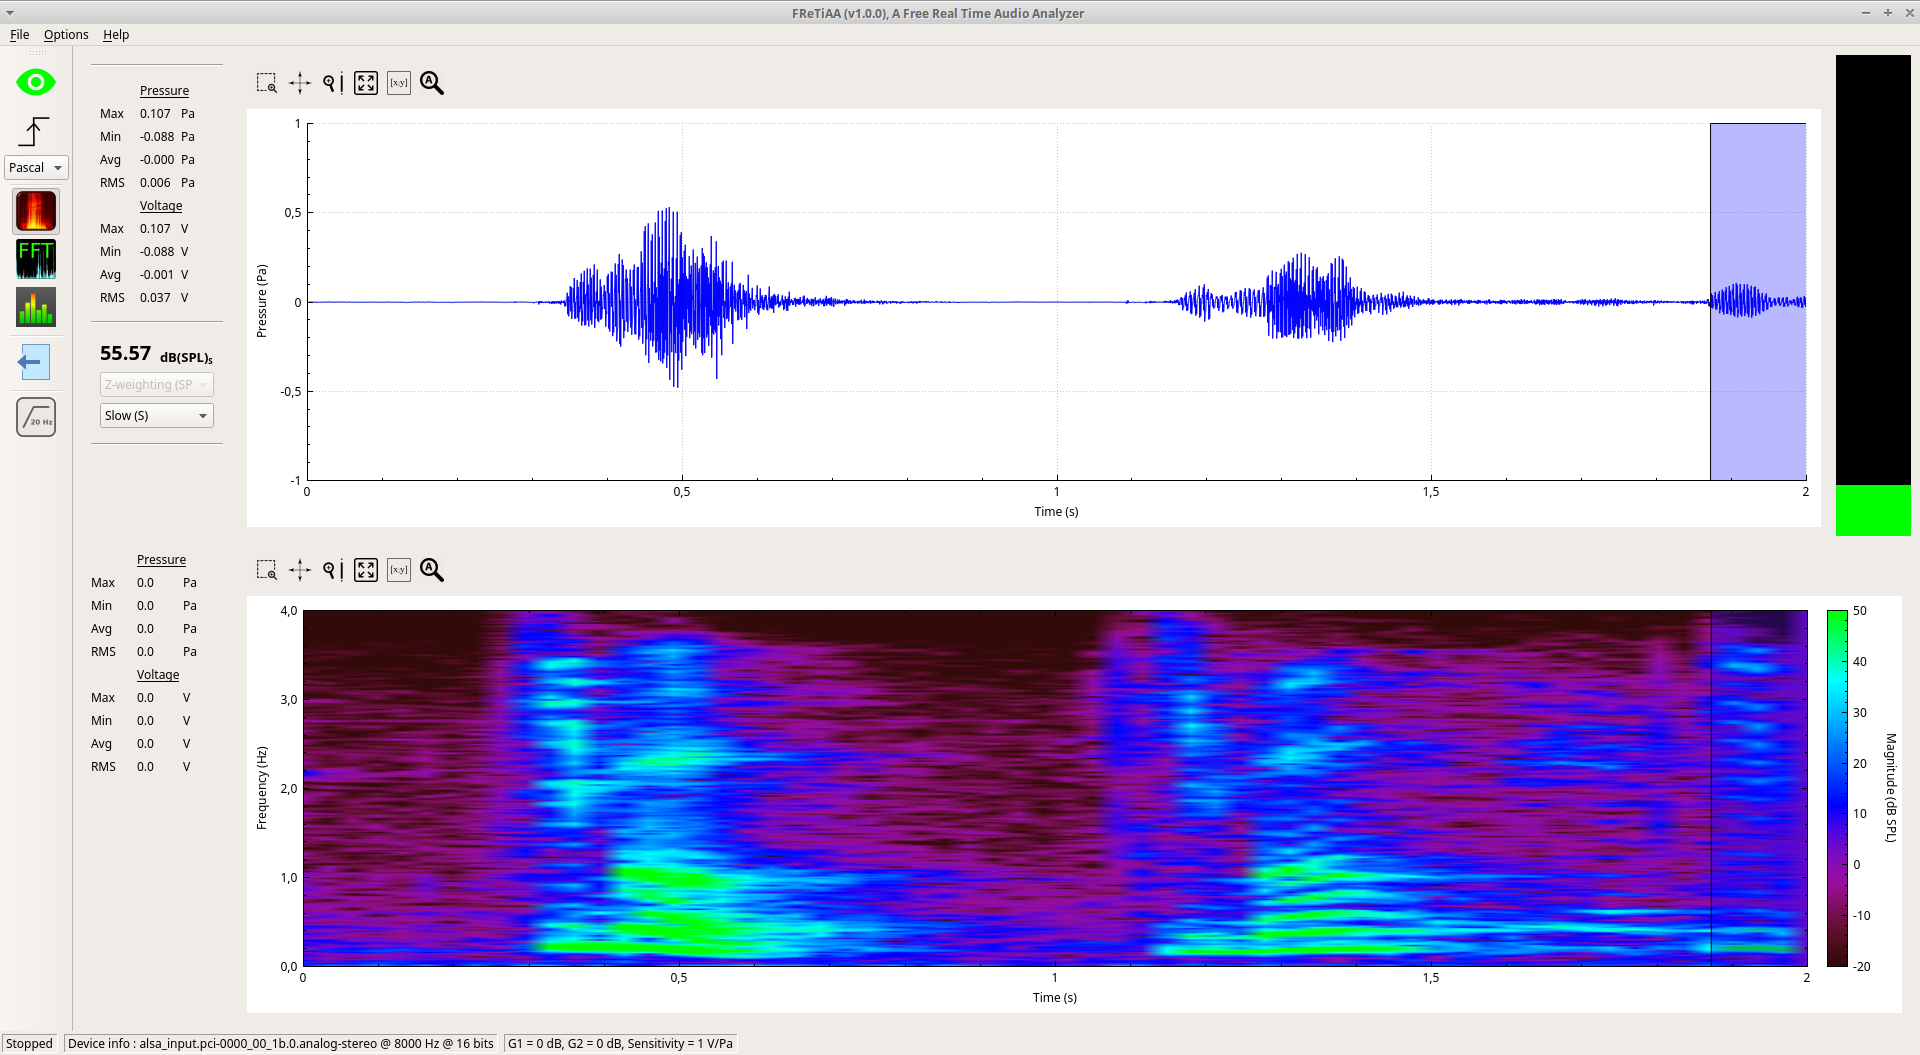 FReTiAA (v1.0.0), A Free Real Time Audio Analyzer
File Options Help
Pascal
FFT
20 Hz
Pressure
Max 0.107 Pa
Min -0.088 Pa
Avg -0.000 Pa
RMS 0.006 Pa
Voltage
Max 0.107 V
Min -0.088 V
Avg -0.001 V
RMS 0.037 V
55.57 dB(SPL)s
Z-weighting (SP
Slow (S)
[x:y]
A
Pressure (Pa)
1
0,5
0
-0,5
-1
0 0,5 1 1,5 2
Time (s)
Pressure
Max 0.0 Pa
Min 0.0 Pa
Avg 0.0 Pa
RMS 0.0 Pa
Voltage
Max 0.0 V
Min 0.0 V
Avg 0.0 V
RMS 0.0 V
[x:y]
A
Frequency (Hz)
4,0
3,0
2,0
1,0
0,0
0 0,5 1 1,5 2
Time (s)
50
40
30
20
10
0
-10
-20
Magnitude (dB SPL)
Stopped Device info : alsa_input.pci-0000_00_1b.0.analog-stereo @ 8000 Hz @ 16 bits G1 = 0 dB, G2 = 0 dB, Sensitivity = 1 V/Pa